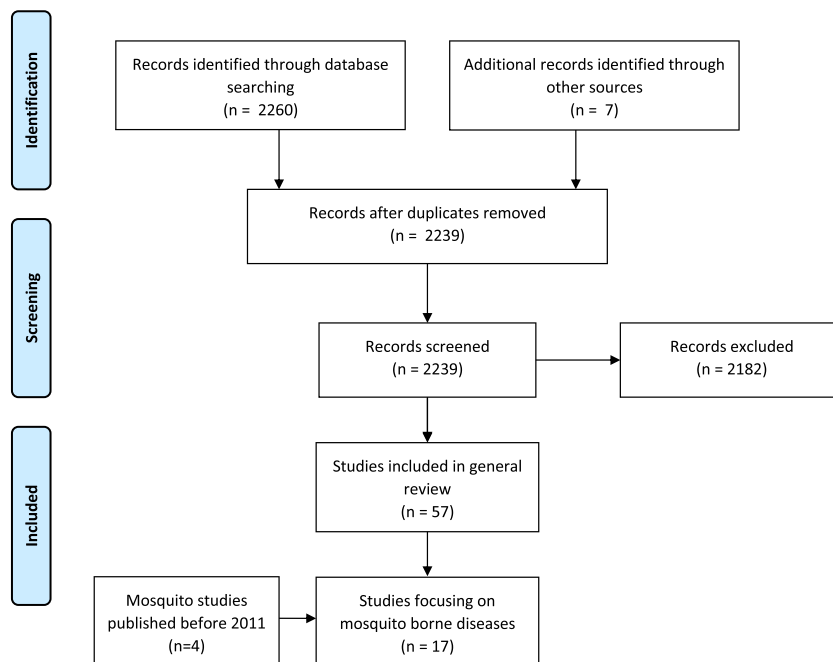 Identification
Records identified through database
searching
(n = 2260)
Additional records identified through
other sources
(n = 7)
Records after duplicates removed
(n = 2239)
Screening
Records screened
(n = 2239)
Records excluded
(n = 2182)
Included
Studies included in general
review
(n = 57)
Mosquito studies
published before 2011
(n=4)
Studies focusing on
mosquito borne diseases
(n = 17)